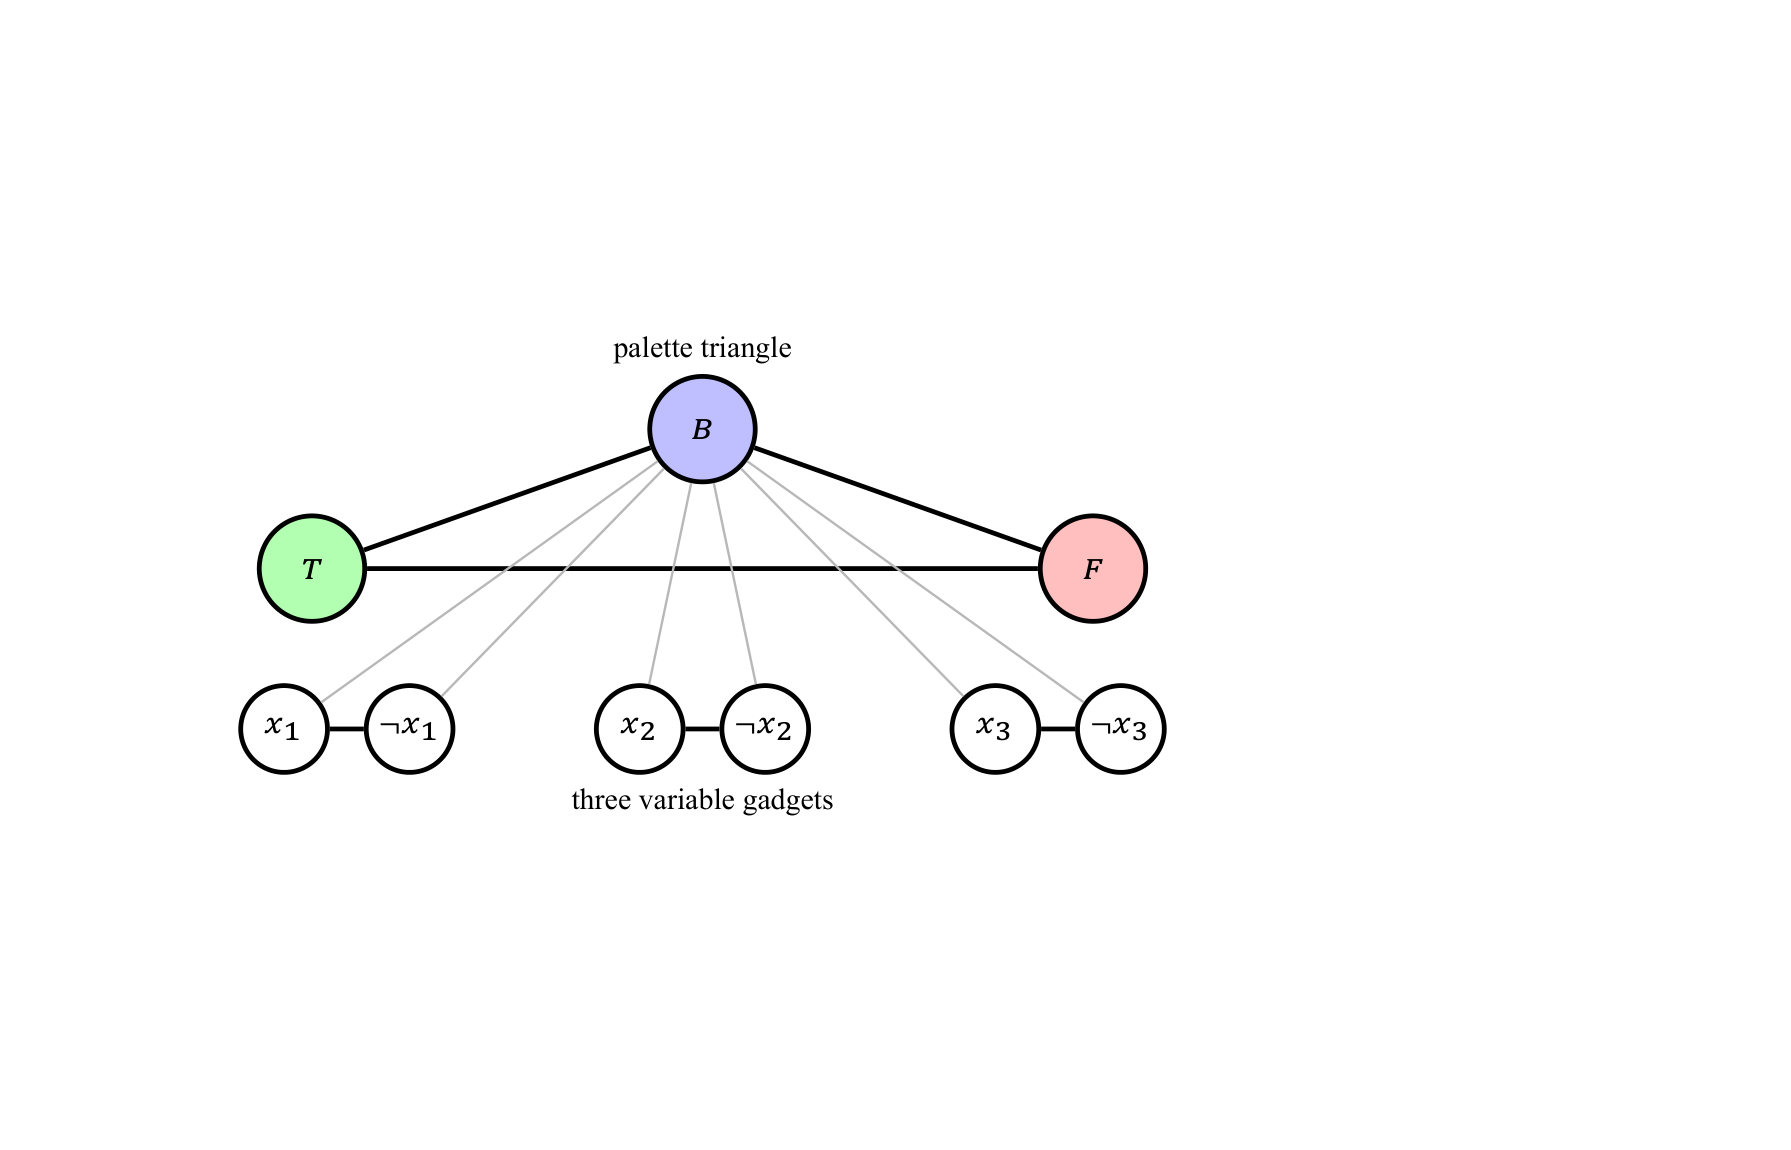 palette triangle
B
T
F
x₁
¬x₁
x₂
¬x₂
x₃
¬x₃
three variable gadgets